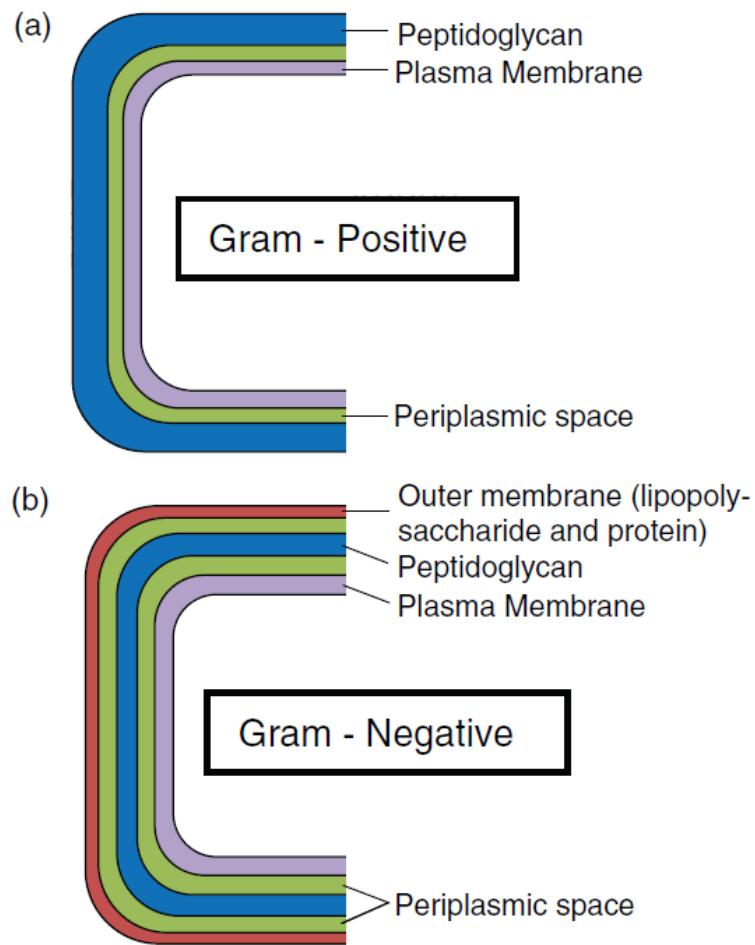 (a)
Peptidoglycan
Plasma Membrane
Gram - Positive
Periplasmic space
(b)
Outer membrane (lipopoly-
saccharide and protein)
Peptidoglycan
Plasma Membrane
Gram - Negative
Periplasmic space